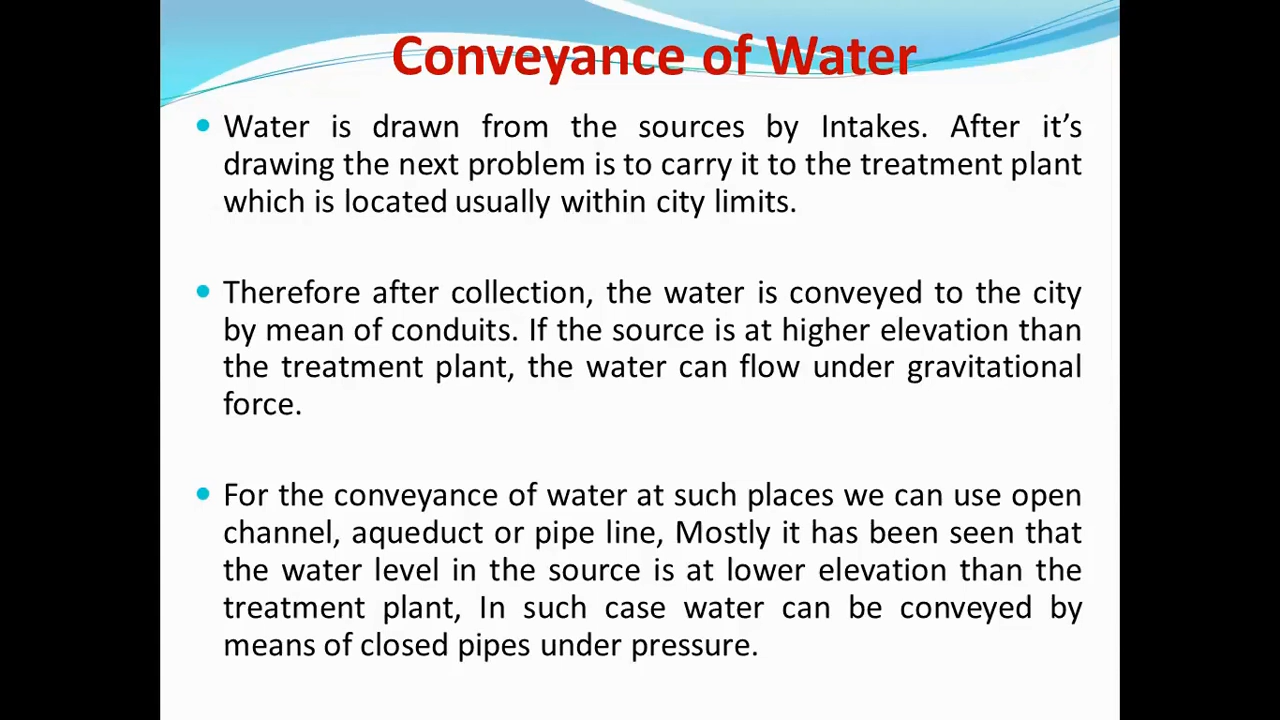 Conveyance of Water
• Water is drawn from the sources by Intakes. After it’s
drawing the next problem is to carry it to the treatment plant
which is located usually within city limits.
• Therefore after collection, the water is conveyed to the city
by mean of conduits. If the source is at higher elevation than
the treatment plant, the water can flow under gravitational
force.
• For the conveyance of water at such places we can use open
channel, aqueduct or pipe line, Mostly it has been seen that
the water level in the source is at lower elevation than the
treatment plant, In such case water can be conveyed by
means of closed pipes under pressure.